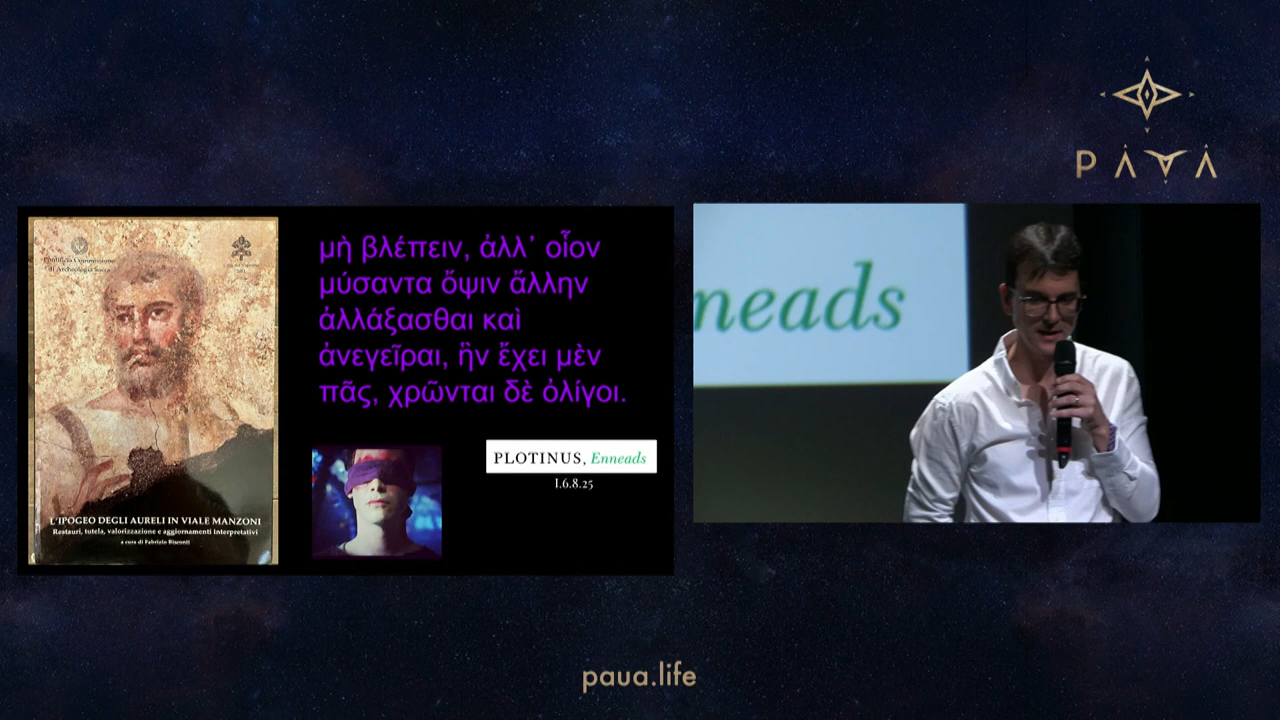 PAUA
Pontificia Commissione
di Archeologia Sacra
μὴ βλέπειν, ἀλλ᾽ οἷον
μύσαντα ὄψιν ἄλλην
ἀλλάξασθαι καὶ
ἀνεγεῖραι, ἣν ἔχει μὲν
πᾶς, χρῶνται δὲ ὀλίγοι.
PLOTINUS, Enneads
I.6.8.25
L'IPOGEO DEGLI AURELI IN VIALE MANZONI
Restauri, tutela, valorizzazione e aggiornamenti interpretativi
a cura di Fabrizio Bisconti
neads
paua.life